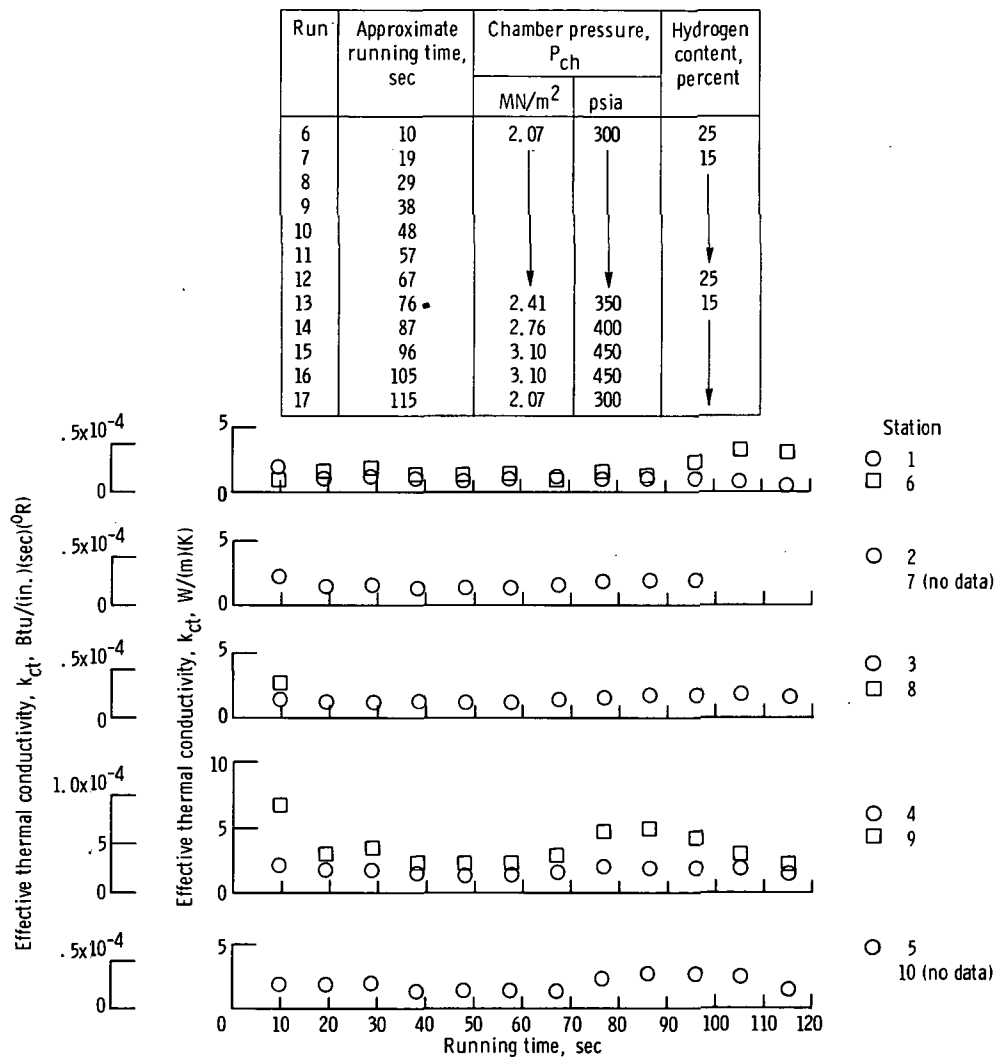 Run Approximate running time, sec Chamber pressure, P_ch Hydrogen content, percent
MN/m² psia
6 10 2.07 300 25
7 19 15
8 29
9 38
10 48
11 57
12 67 25
13 76 2.41 350 15
14 87 2.76 400
15 96 3.10 450
16 105 3.10 450
17 115 2.07 300
Effective thermal conductivity, k_ct, Btu/(in.)(sec)(°R)
Effective thermal conductivity, k_ct, W/(m)(K)
.5x10⁻⁴
0
5
0
Station
1
6
.5x10⁻⁴
0
5
0
2
7 (no data)
.5x10⁻⁴
0
5
0
3
8
1.0x10⁻⁴
.5
0
10
5
0
4
9
.5x10⁻⁴
0
5
5
10 (no data)
0 10 20 30 40 50 60 70 80 90 100 110 120
Running time, sec